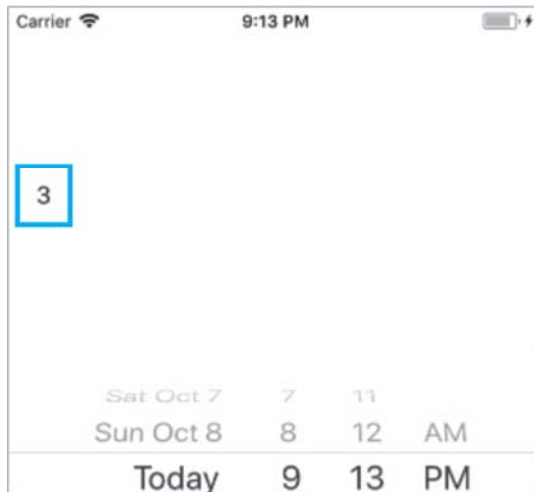 Carrier 9:13 PM
3
Sat Oct 7 7 11
Sun Oct 8 8 12 AM
Today 9 13 PM